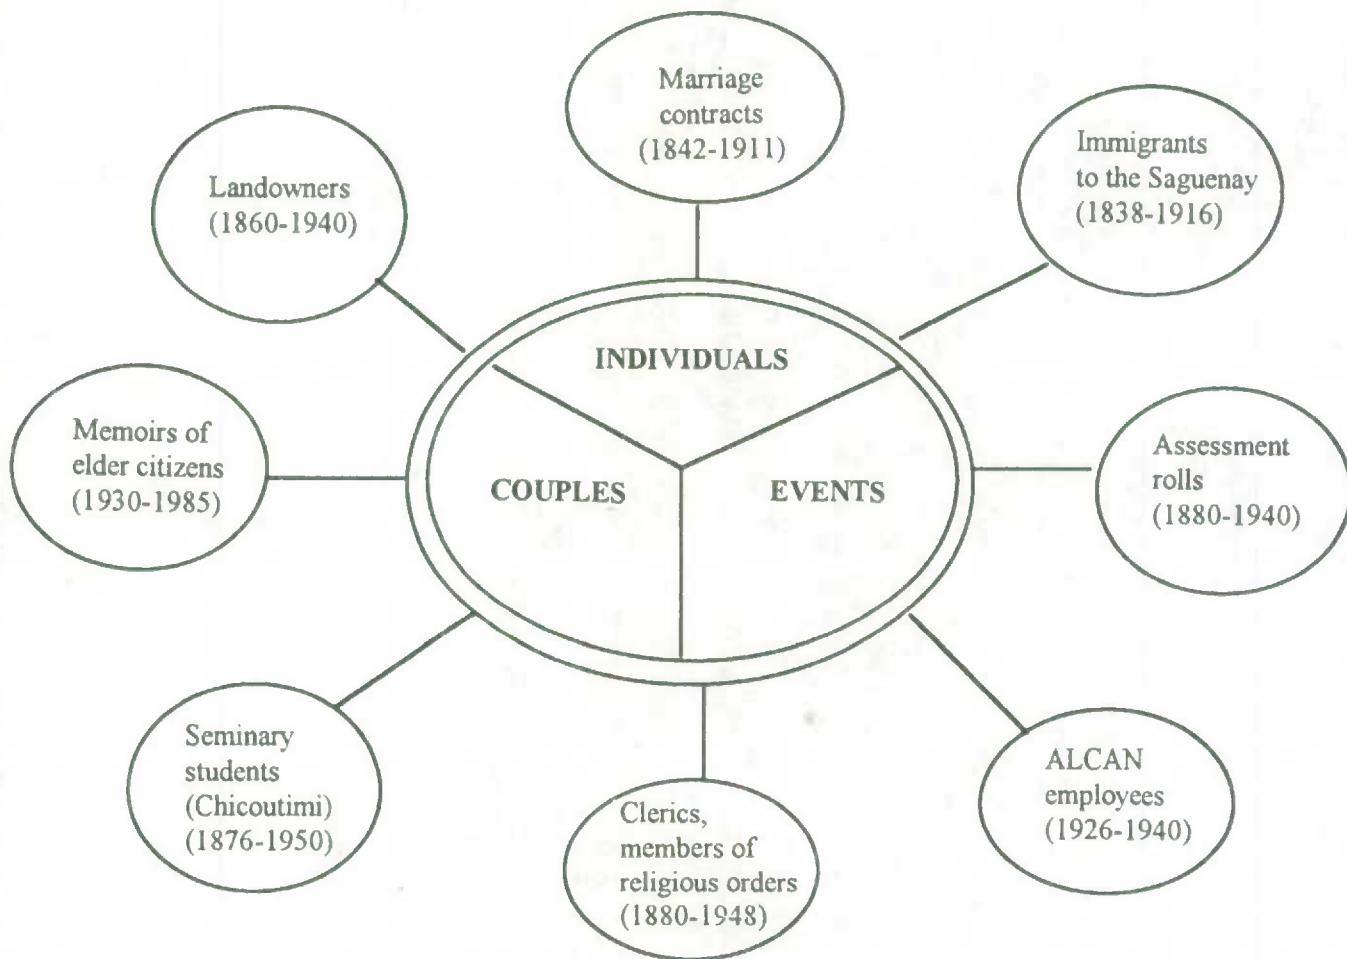 Marriage
contracts
(1842-1911)
Immigrants
to the Saguenay
(1838-1916)
Landowners
(1860-1940)
INDIVIDUALS
Memoirs of
elder citizens
(1930-1985)
COUPLES
EVENTS
Assessment
rolls
(1880-1940)
Seminary
students
(Chicoutimi)
(1876-1950)
Clerics,
members of
religious orders
(1880-1948)
ALCAN
employees
(1926-1940)